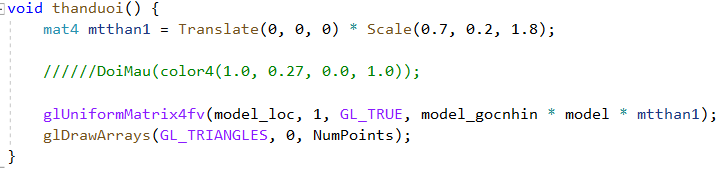 void thanduoi() {
mat4 mtthan1 = Translate(0, 0, 0) * Scale(0.7, 0.2, 1.8);
//////DoiMau(color4(1.0, 0.27, 0.0, 1.0));
glUniformMatrix4fv(model_loc, 1, GL_TRUE, model_gocnhin * model * mtthan1);
glDrawArrays(GL_TRIANGLES, 0, NumPoints);
}